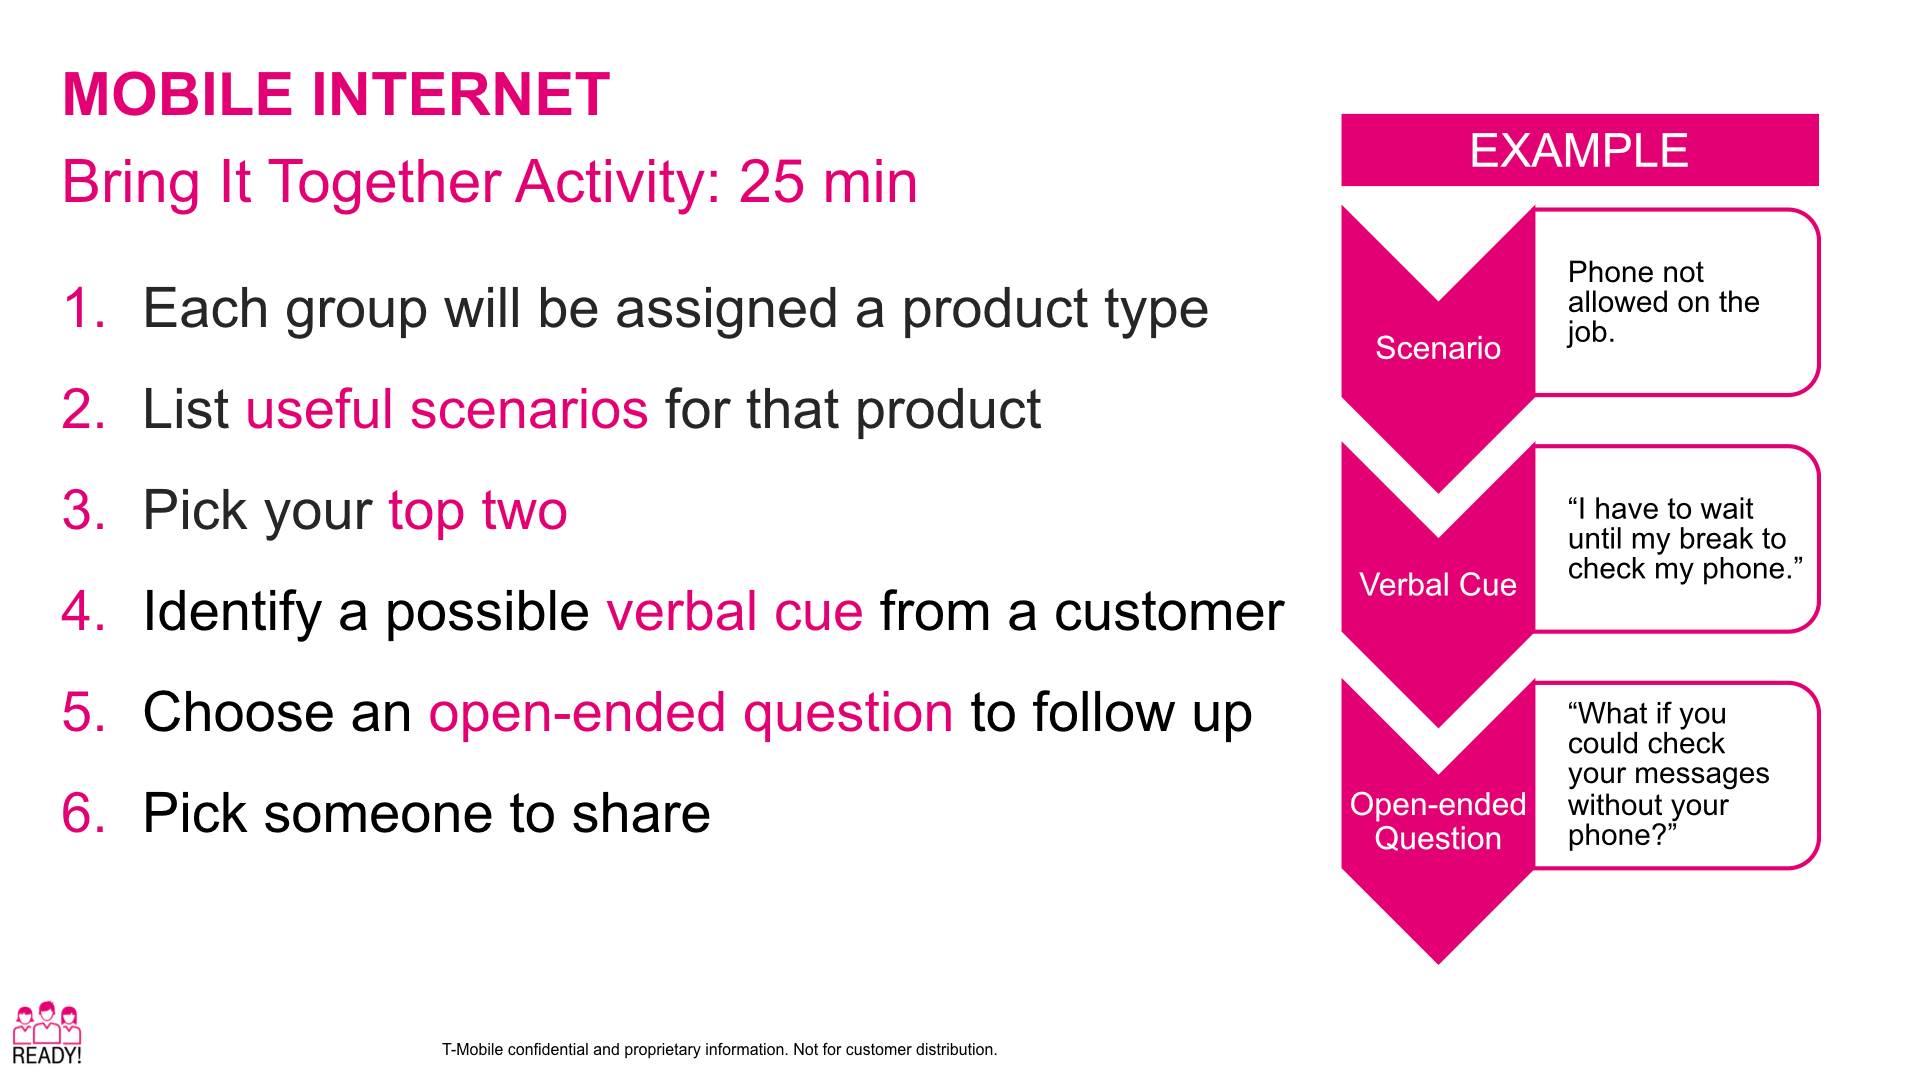 MOBILE INTERNET
Bring It Together Activity: 25 min
1. Each group will be assigned a product type
2. List useful scenarios for that product
3. Pick your top two
4. Identify a possible verbal cue from a customer
5. Choose an open-ended question to follow up
6. Pick someone to share
EXAMPLE
Scenario
Phone not
allowed on the
job.
Verbal Cue
“I have to wait
until my break to
check my phone.”
Open-ended
Question
“What if you
could check
your messages
without your
phone?”
READY!
T-Mobile confidential and proprietary information. Not for customer distribution.